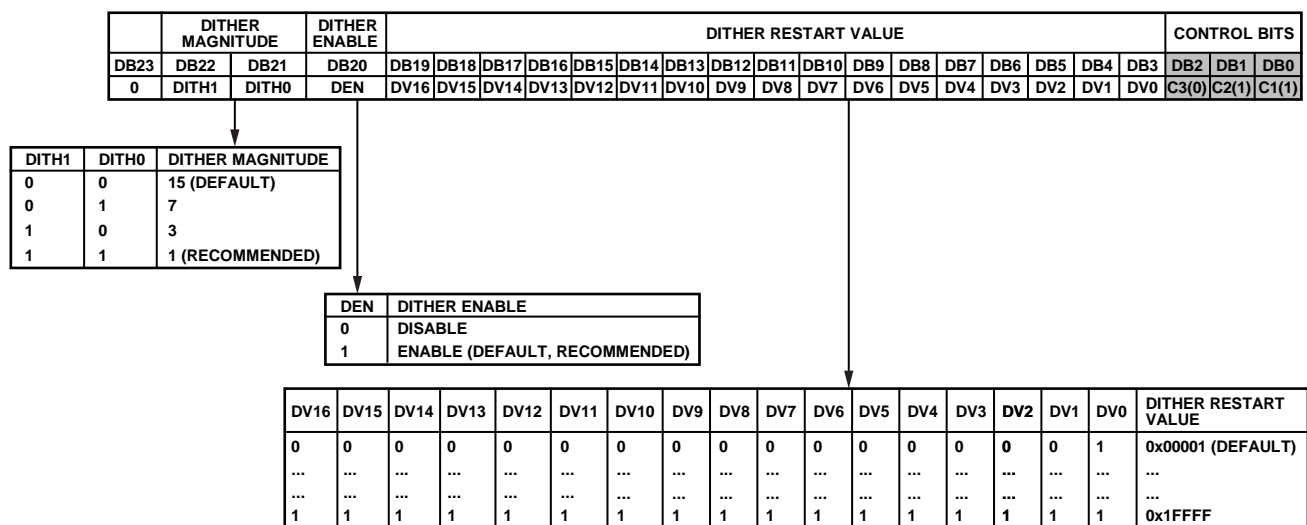 DITHER MAGNITUDE DITHER ENABLE DITHER RESTART VALUE CONTROL BITS
DB23 DB22 DB21 DB20 DB19 DB18 DB17 DB16 DB15 DB14 DB13 DB12 DB11 DB10 DB9 DB8 DB7 DB6 DB5 DB4 DB3 DB2 DB1 DB0
0 DITH1 DITH0 DEN DV16 DV15 DV14 DV13 DV12 DV11 DV10 DV9 DV8 DV7 DV6 DV5 DV4 DV3 DV2 DV1 DV0 C3(0) C2(1) C1(1)
DITH1 DITH0 DITHER MAGNITUDE
0 0 15 (DEFAULT)
0 1 7
1 0 3
1 1 1 (RECOMMENDED)
DEN DITHER ENABLE
0 DISABLE
1 ENABLE (DEFAULT, RECOMMENDED)
DV16 DV15 DV14 DV13 DV12 DV11 DV10 DV9 DV8 DV7 DV6 DV5 DV4 DV3 DV2 DV1 DV0 DITHER RESTART VALUE
0 0 0 0 0 0 0 0 0 0 0 0 0 0 0 0 1 0x00001 (DEFAULT)
... ... ... ... ... ... ... ... ... ... ... ... ... ... ... ... ... ...
... ... ... ... ... ... ... ... ... ... ... ... ... ... ... ... ... ...
1 1 1 1 1 1 1 1 1 1 1 1 1 1 1 1 1 0x1FFFF